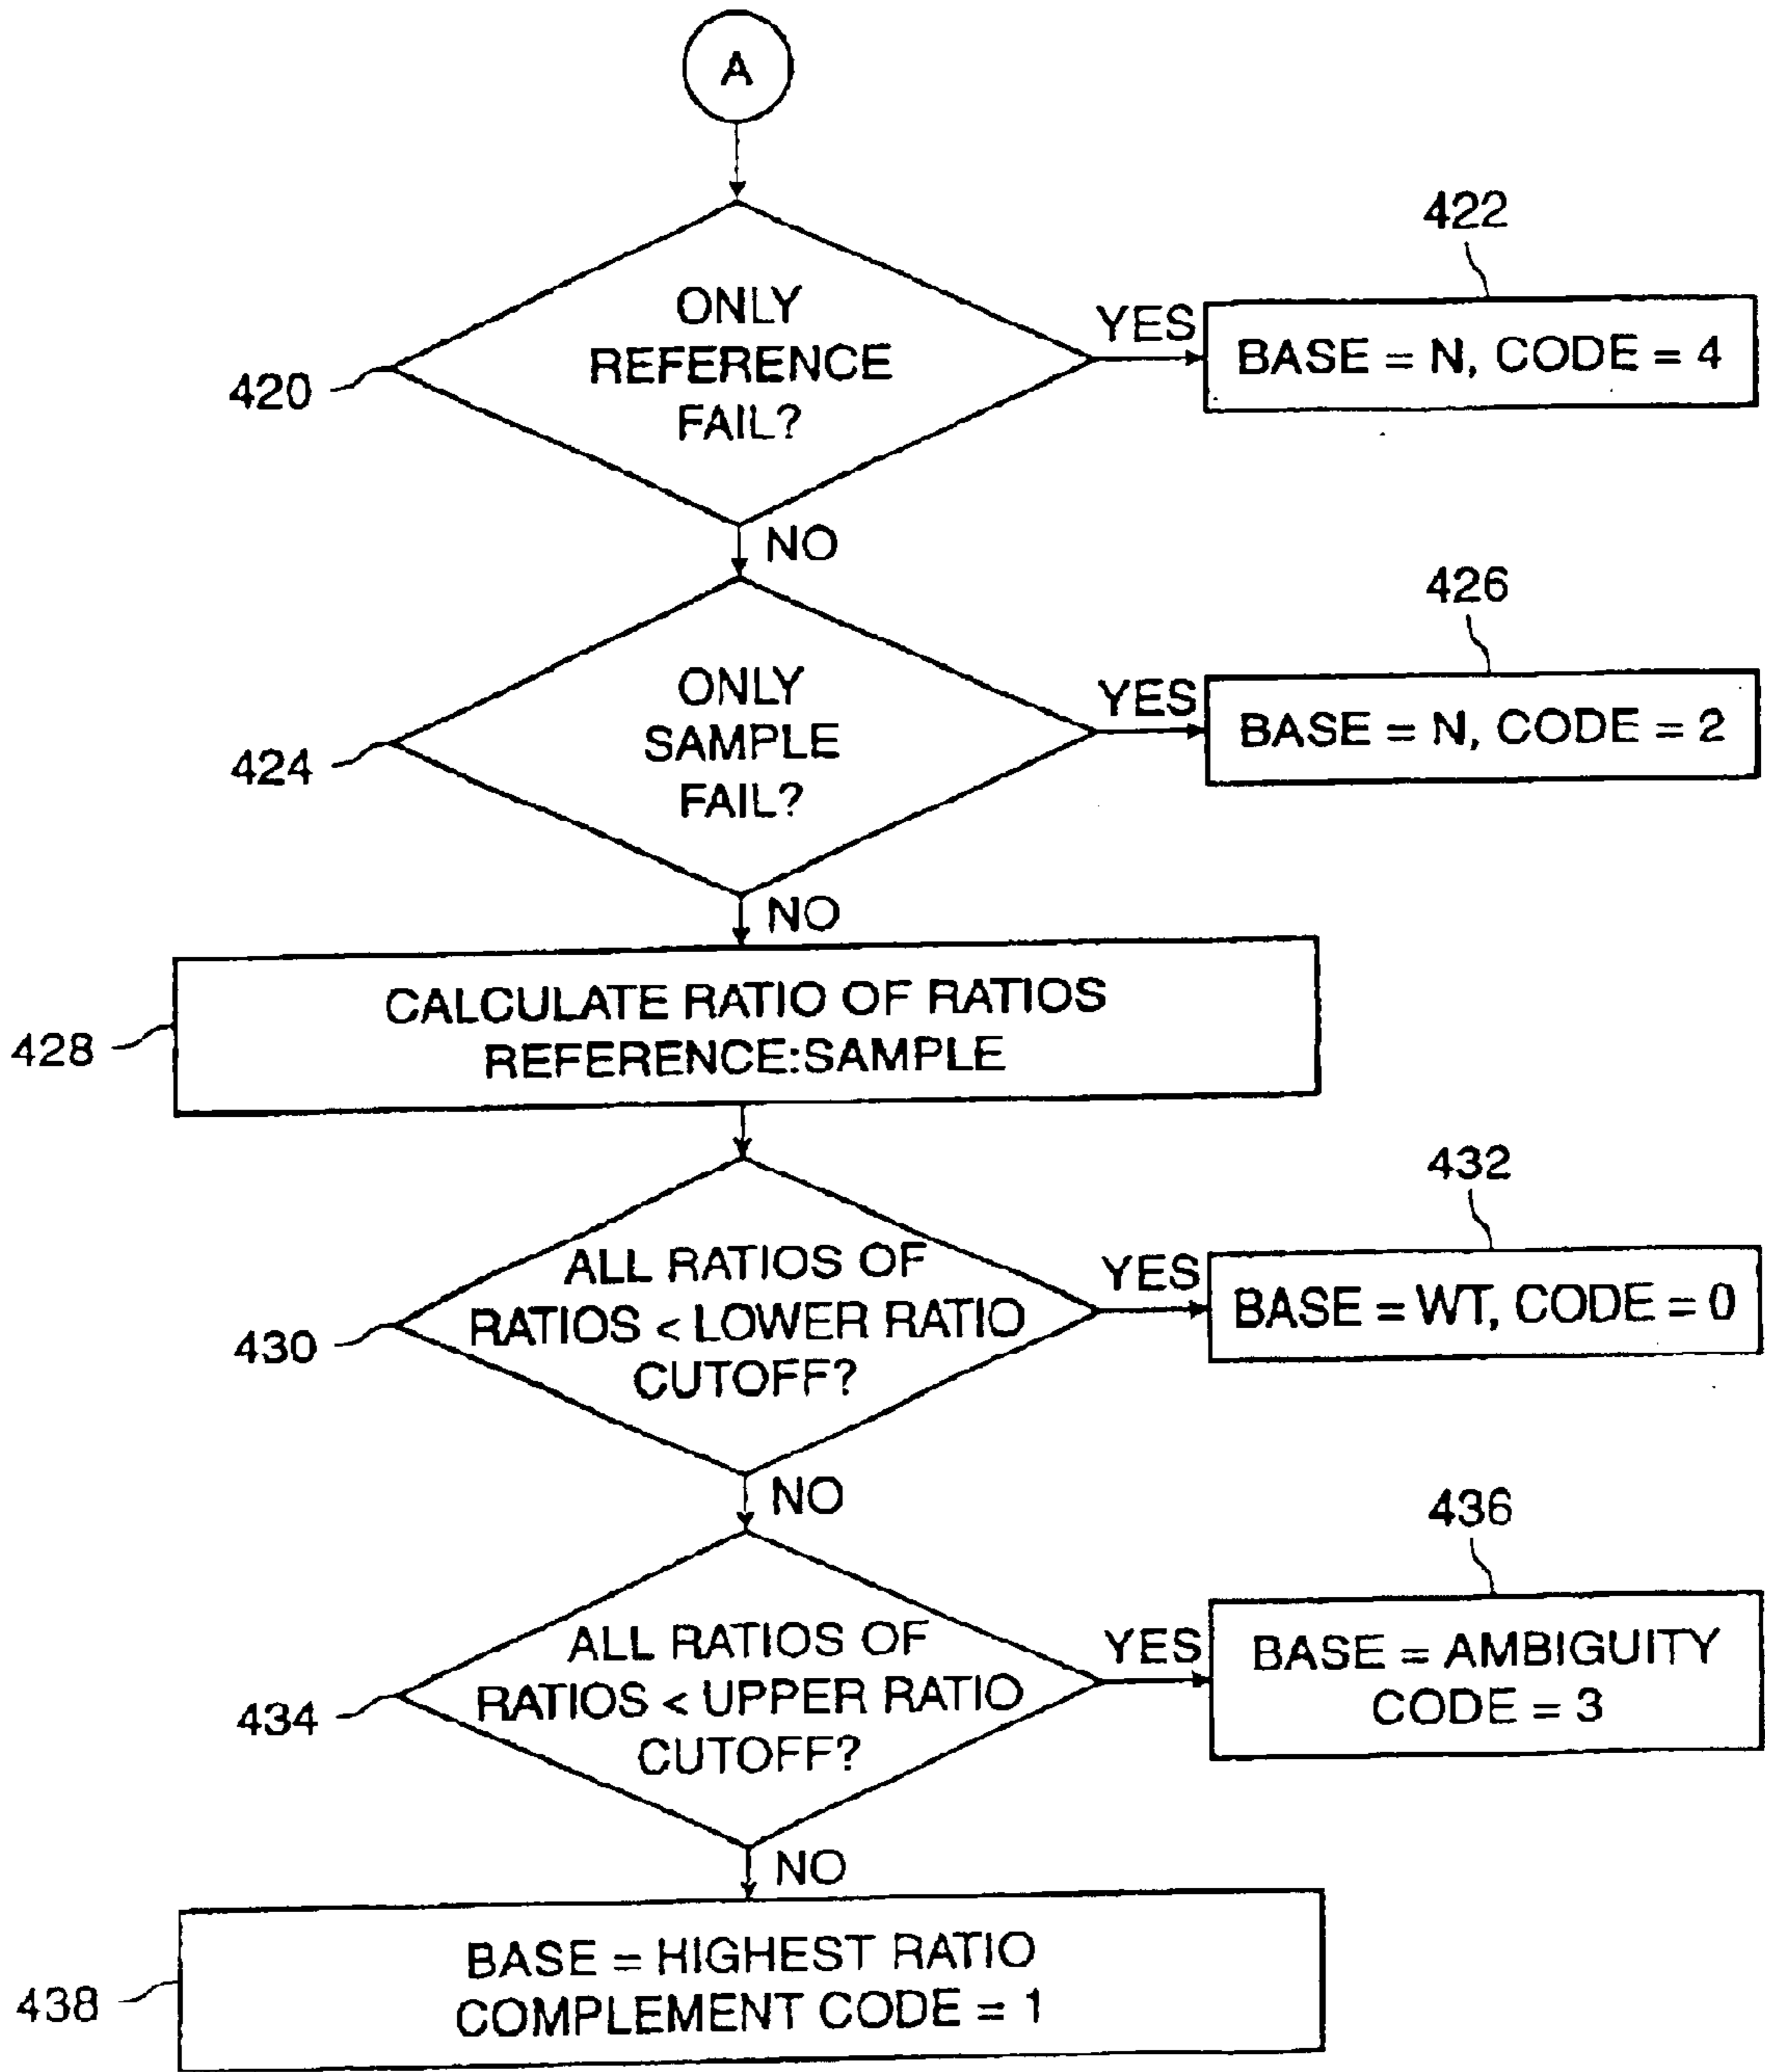 A
422
ONLY
REFERENCE
FAIL?
YES
BASE = N, CODE = 4
420
NO
426
ONLY
SAMPLE
FAIL?
YES
BASE = N, CODE = 2
424
NO
CALCULATE RATIO OF RATIOS
REFERENCE:SAMPLE
428
432
ALL RATIOS OF
RATIOS < LOWER RATIO
CUTOFF?
YES
BASE = WT, CODE = 0
430
NO
436
ALL RATIOS OF
RATIOS < UPPER RATIO
CUTOFF?
YES
BASE = AMBIGUITY
CODE = 3
434
NO
BASE = HIGHEST RATIO
COMPLEMENT CODE = 1
438